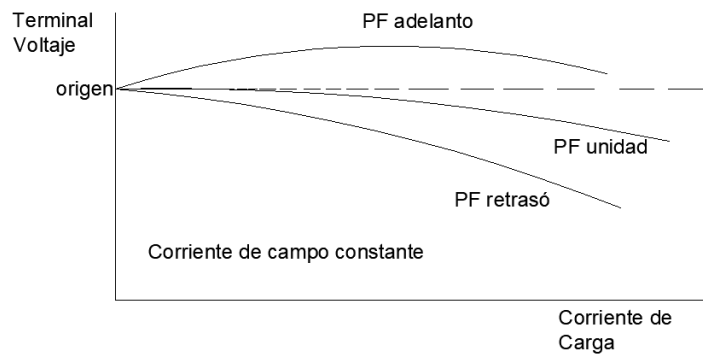 Terminal
Voltaje
PF adelanto
origen
PF unidad
PF retrasó
Corriente de campo constante
Corriente de
Carga